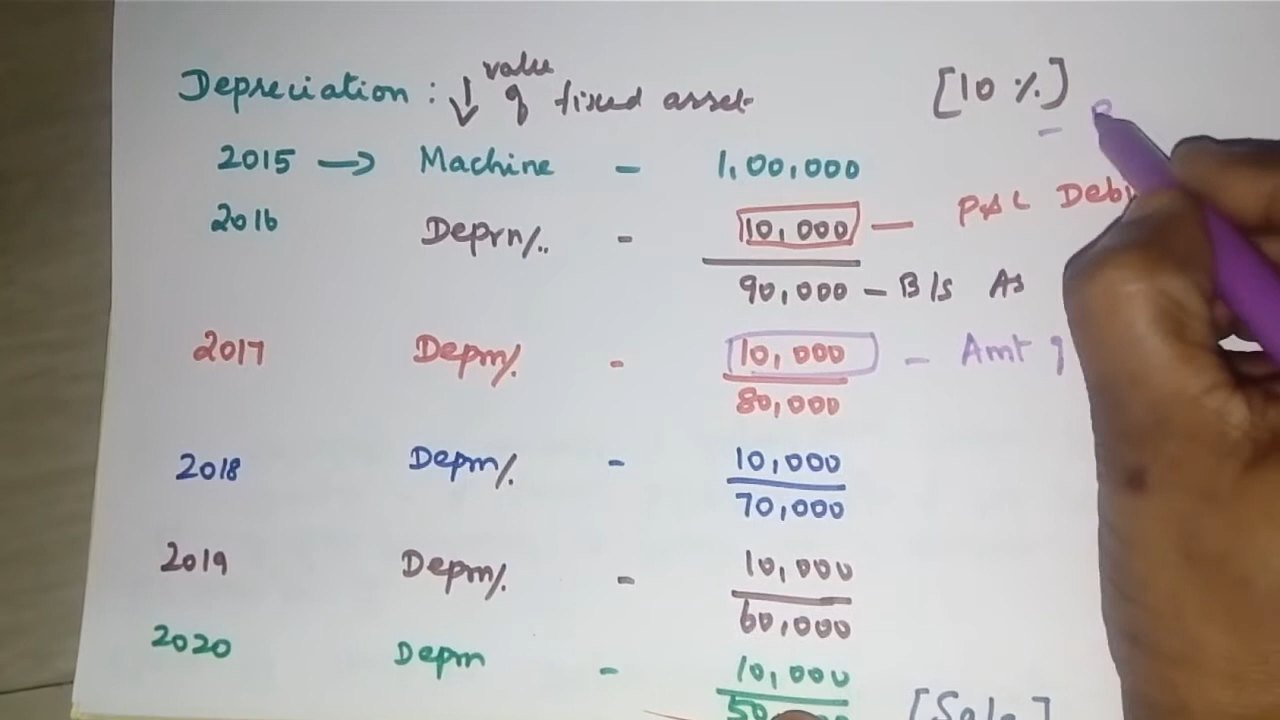 Depreciation : ↓ value of fixed asset [10 %]
2015 → Machine - 1,00,000
2016 Deprn/.. - 10,000 — P&L Debi
90,000 - B/S As
2017 Deprn/. - 10,000 - Amt
80,000
2018 Deprn/. - 10,000
70,000
2019 Deprn/. - 10,000
60,000
2020 Deprn - 10,000
[Sale]